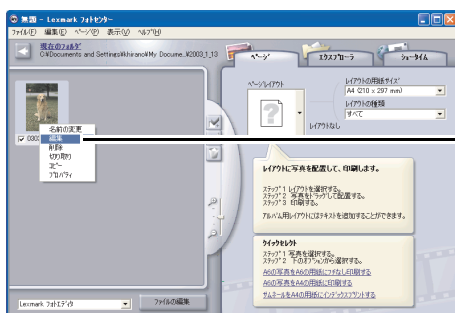 無題 - Lexmark フォトセンター
ファイル(F) 編集(E) ページ(P) 表示(V) ヘルプ(H)
現在のフォルダ
C:¥Documents and Settings¥hirano¥My Docume..¥2003_1_13
ページ
エクスプローラ
ショータイム
ページレイアウト
レイアウトの用紙サイズ
A4 (210 x 297 mm)
レイアウトの種類
すべて
レイアウトなし
名前の変更
編集
削除
切り取り
コピー
プロパティ
レイアウトに写真を配置して、印刷します。
ステップ1 レイアウトを選択する。
ステップ2 写真をドラッグして配置する。
ステップ3 印刷する。
アルバム用レイアウトにはテキストを追加することができます。
クイックセレクト
ステップ1 写真を選択する。
ステップ2 下のオプションから選択する。
A6の写真をA6の用紙にフチなし印刷する
A6の写真をA4の用紙に印刷する
サムネールをA4の用紙にインデックスプリントする
Lexmark フォトエディタ
ファイルの編集